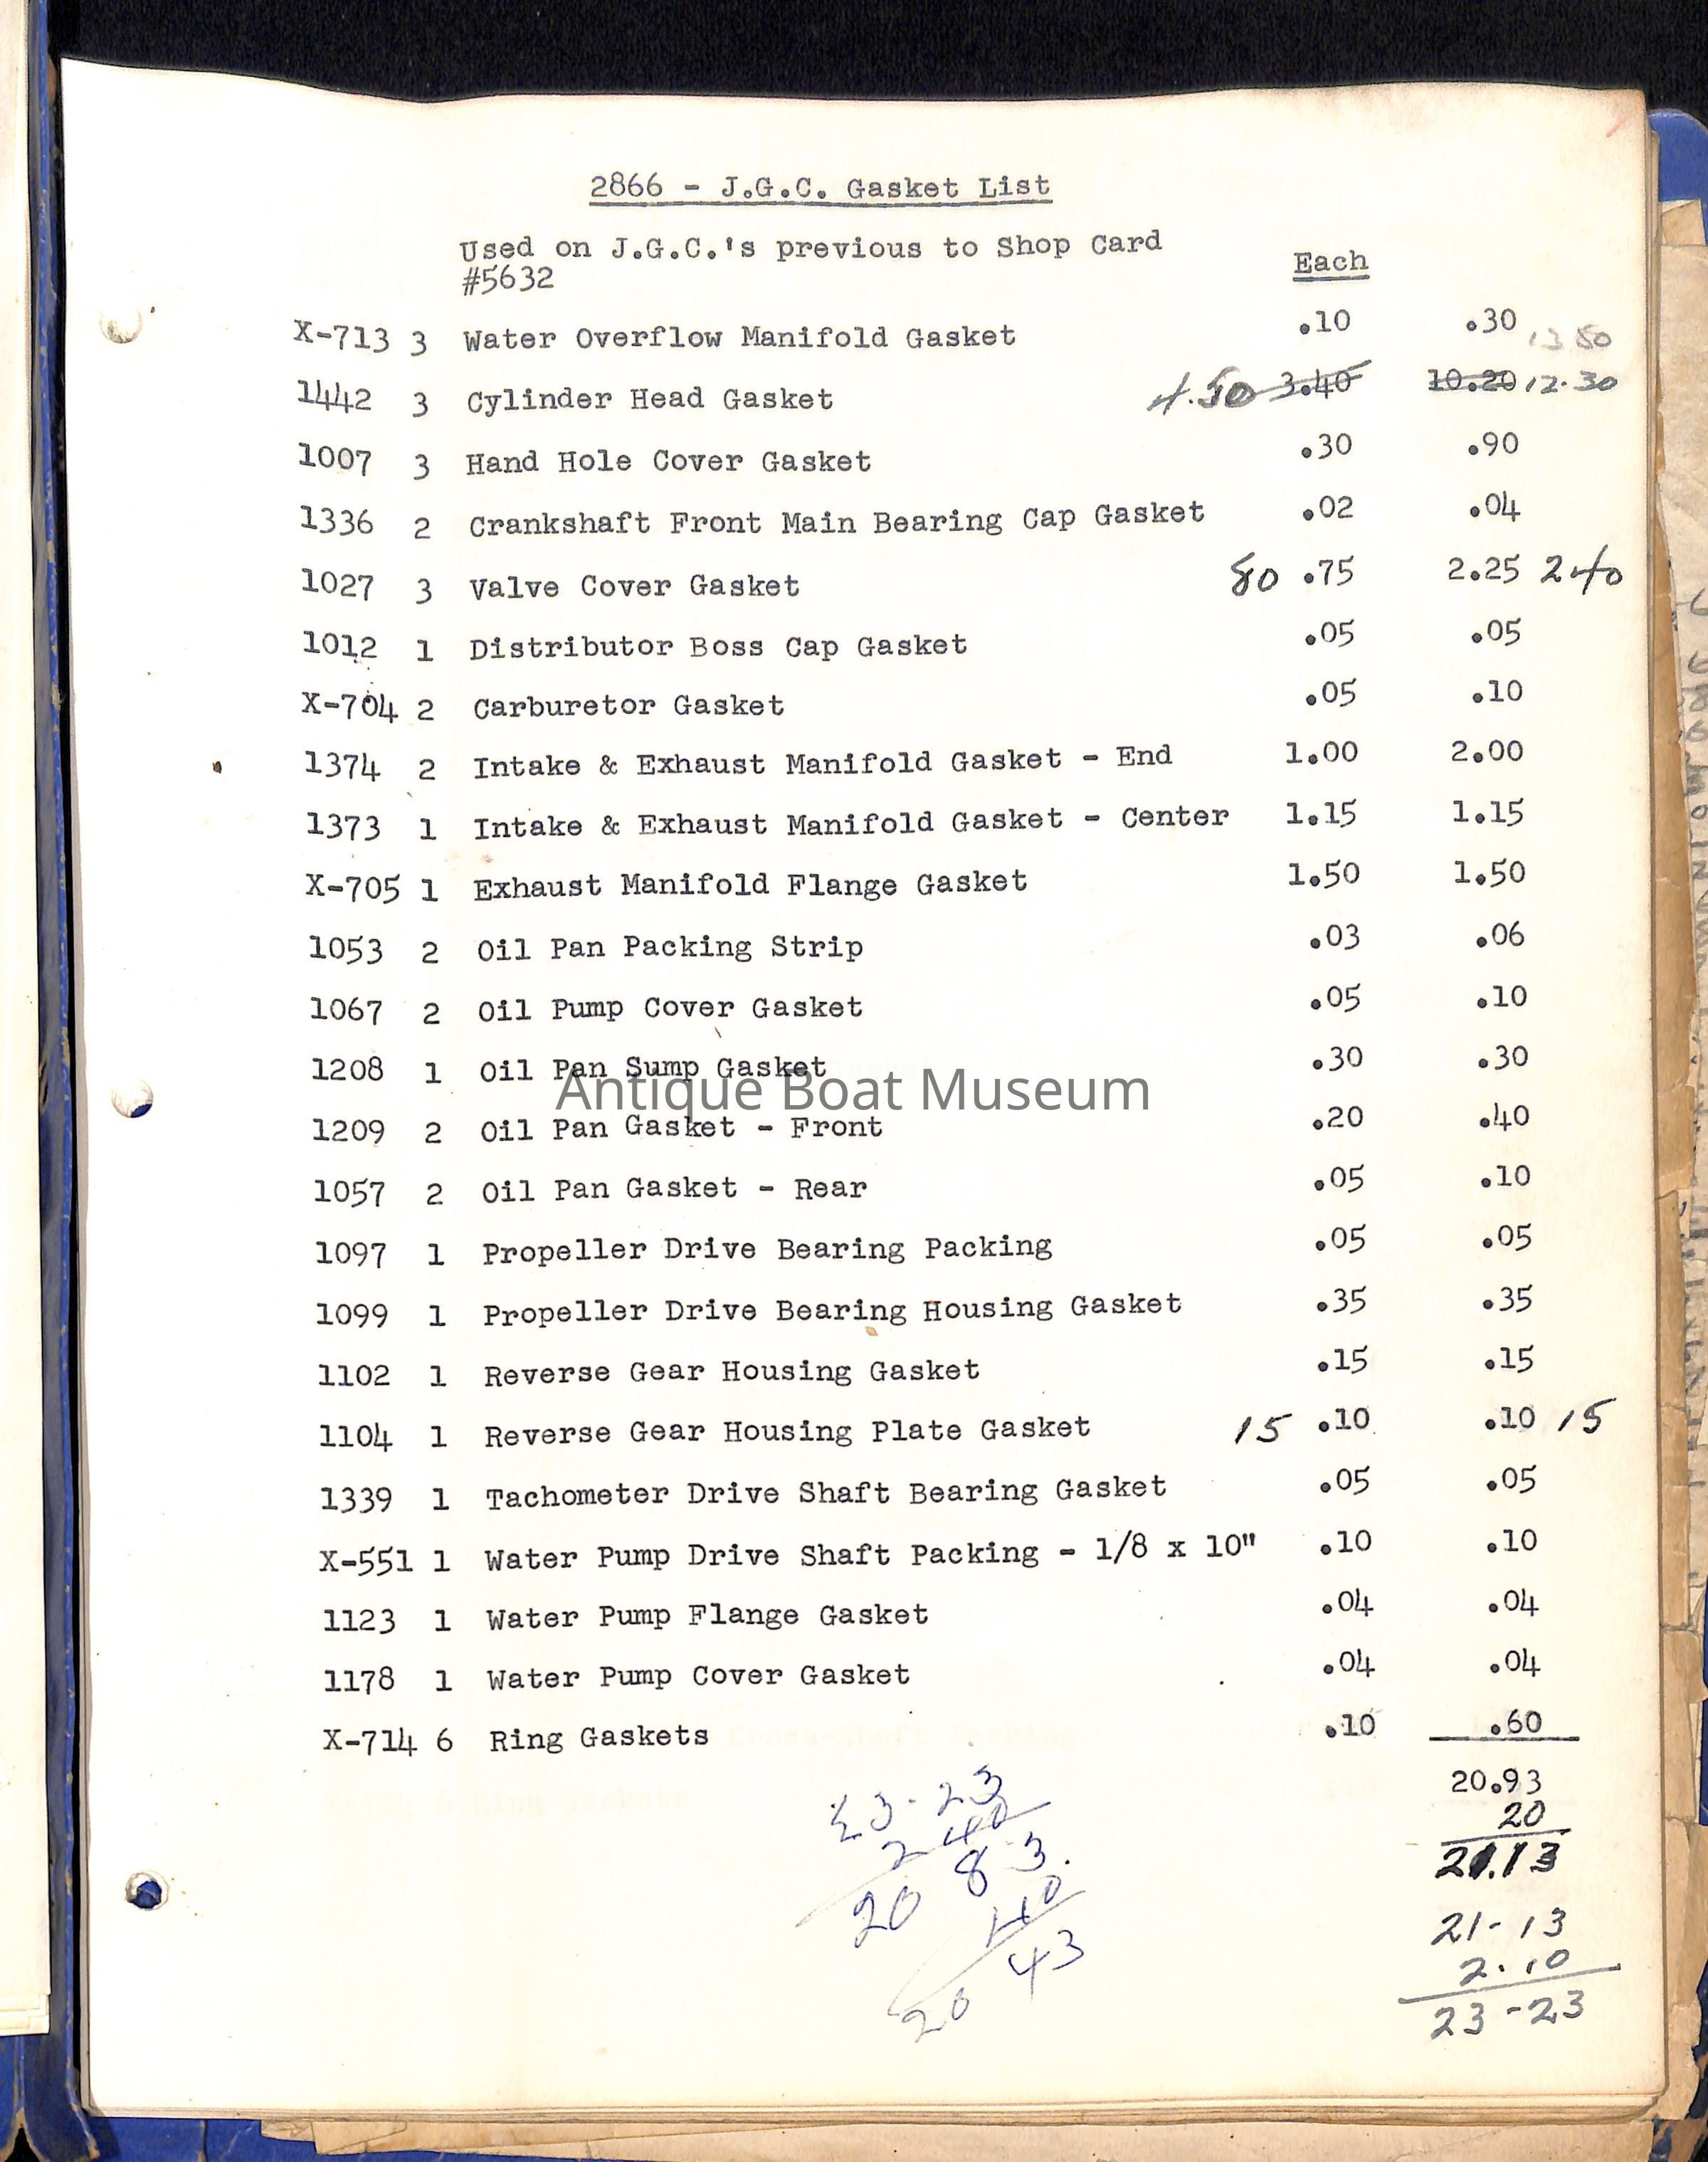 2866 - J.G.C. Gasket List
Used on J.G.C.'s previous to Shop Card
#5632
Each
X-713 3 Water Overflow Manifold Gasket .10 .30 13 50
1442 3 Cylinder Head Gasket 4.50 3.40 10.20 12.30
1007 3 Hand Hole Cover Gasket .30 .90
1336 2 Crankshaft Front Main Bearing Cap Gasket .02 .04
1027 3 Valve Cover Gasket 80 .75 2.25 2.40
1012 1 Distributor Boss Cap Gasket .05 .05
X-704 2 Carburetor Gasket .05 .10
1374 2 Intake & Exhaust Manifold Gasket - End 1.00 2.00
1373 1 Intake & Exhaust Manifold Gasket - Center 1.15 1.15
X-705 1 Exhaust Manifold Flange Gasket 1.50 1.50
1053 2 Oil Pan Packing Strip .03 .06
1067 2 Oil Pump Cover Gasket .05 .10
1208 1 Oil Pan Sump Gasket .30 .30
Antique Boat Museum
1209 2 Oil Pan Gasket - Front .20 .40
1057 2 Oil Pan Gasket - Rear .05 .10
1097 1 Propeller Drive Bearing Packing .05 .05
1099 1 Propeller Drive Bearing Housing Gasket .35 .35
1102 1 Reverse Gear Housing Gasket .15 .15
1104 1 Reverse Gear Housing Plate Gasket 15 .10 .10 15
1339 1 Tachometer Drive Shaft Bearing Gasket .05 .05
X-551 1 Water Pump Drive Shaft Packing - 1/8 x 10" .10 .10
1123 1 Water Pump Flange Gasket .04 .04
1178 1 Water Pump Cover Gasket .04 .04
X-714 6 Ring Gaskets .10 .60
20.93
20
21.13
21-13
2.10
23-23
23-23
2 40
20 83
40
20 43